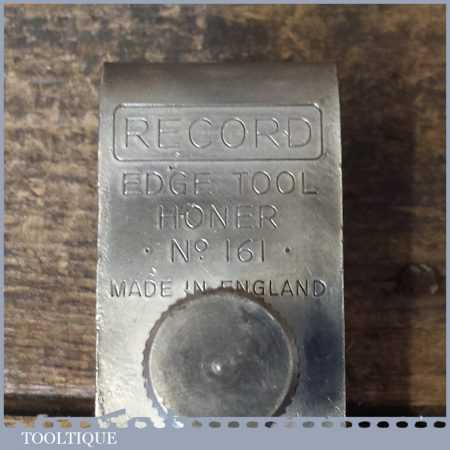 RECORD
EDGE TOOL
HONER
· Nº 161 ·
MADE IN ENGLAND
TOOLTIQUE